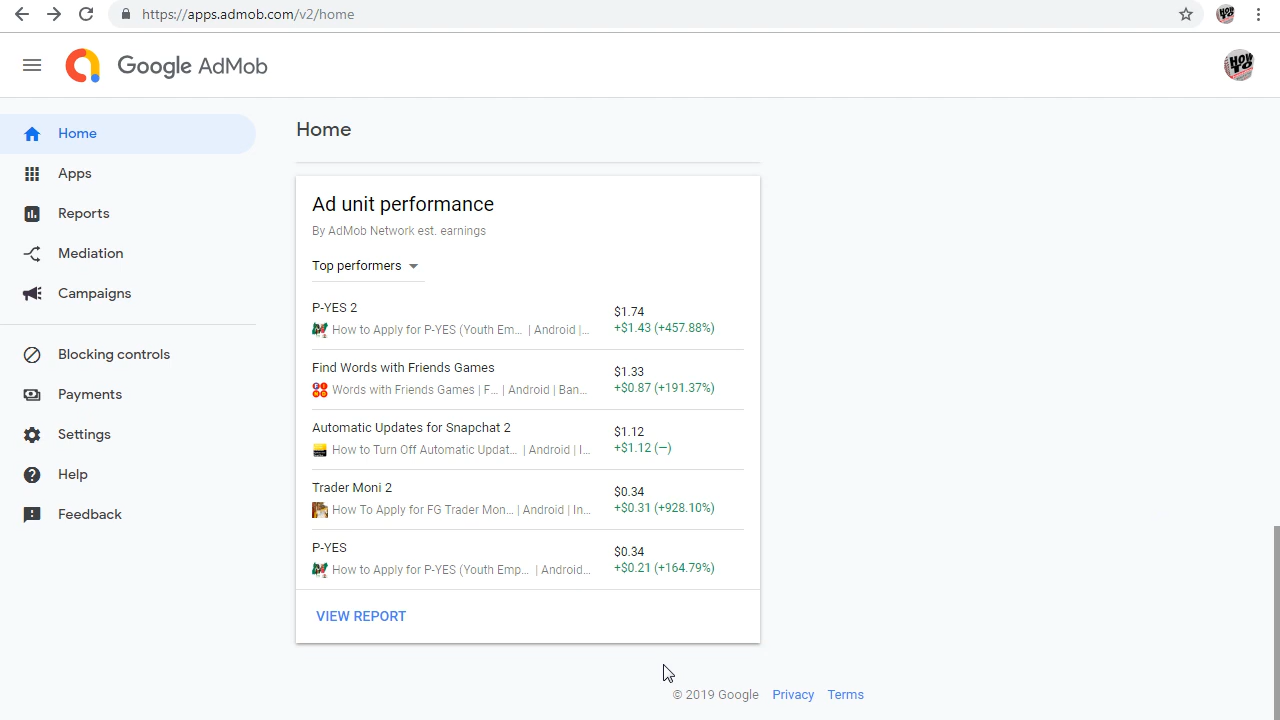 https://apps.admob.com/v2/home
Google AdMob
HOW TO
Home
Apps
Reports
Mediation
Campaigns
Blocking controls
Payments
Settings
Help
Feedback
Home
Ad unit performance
By AdMob Network est. earnings
Top performers
P-YES 2
$1.74
How to Apply for P-YES (Youth Em... | Android |...
+$1.43 (+457.88%)
Find Words with Friends Games
$1.33
Words with Friends Games | F... | Android | Ban...
+$0.87 (+191.37%)
Automatic Updates for Snapchat 2
$1.12
How to Turn Off Automatic Updat... | Android | I...
+$1.12 (—)
Trader Moni 2
$0.34
How To Apply for FG Trader Mon... | Android | In...
+$0.31 (+928.10%)
P-YES
$0.34
How to Apply for P-YES (Youth Emp... | Android...
+$0.21 (+164.79%)
VIEW REPORT
© 2019 Google Privacy Terms